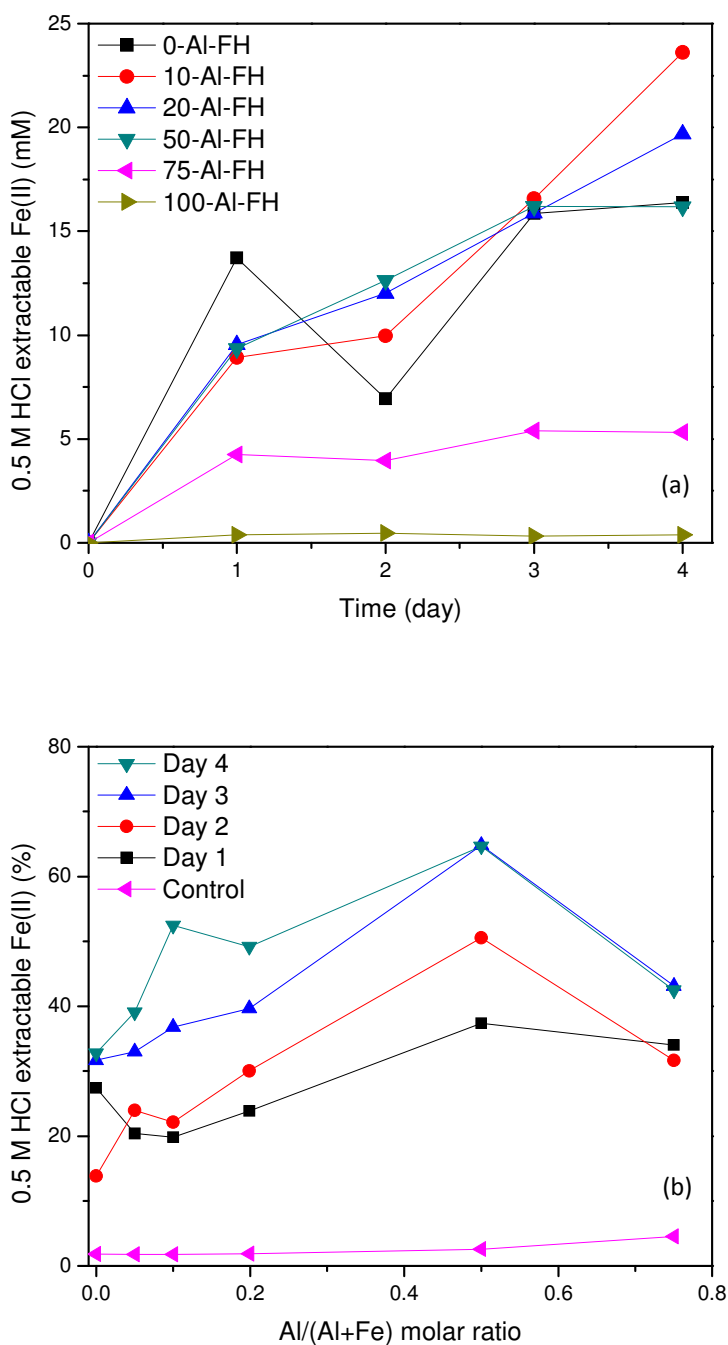 25
20
15
10
5
0
0.5 M HCl extractable Fe(II) (mM)
0-Al-FH
10-Al-FH
20-Al-FH
50-Al-FH
75-Al-FH
100-Al-FH
(a)
0 1 2 3 4
Time (day)
80
60
40
20
0
0.5 M HCl extractable Fe(II) (%)
Day 4
Day 3
Day 2
Day 1
Control
(b)
0.0 0.2 0.4 0.6 0.8
Al/(Al+Fe) molar ratio